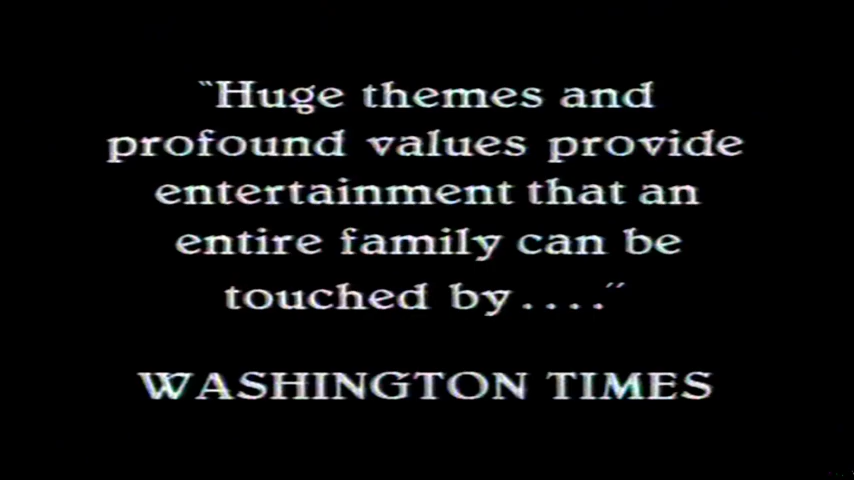 "Huge themes and
profound values provide
entertainment that an
entire family can be
touched by...."
WASHINGTON TIMES